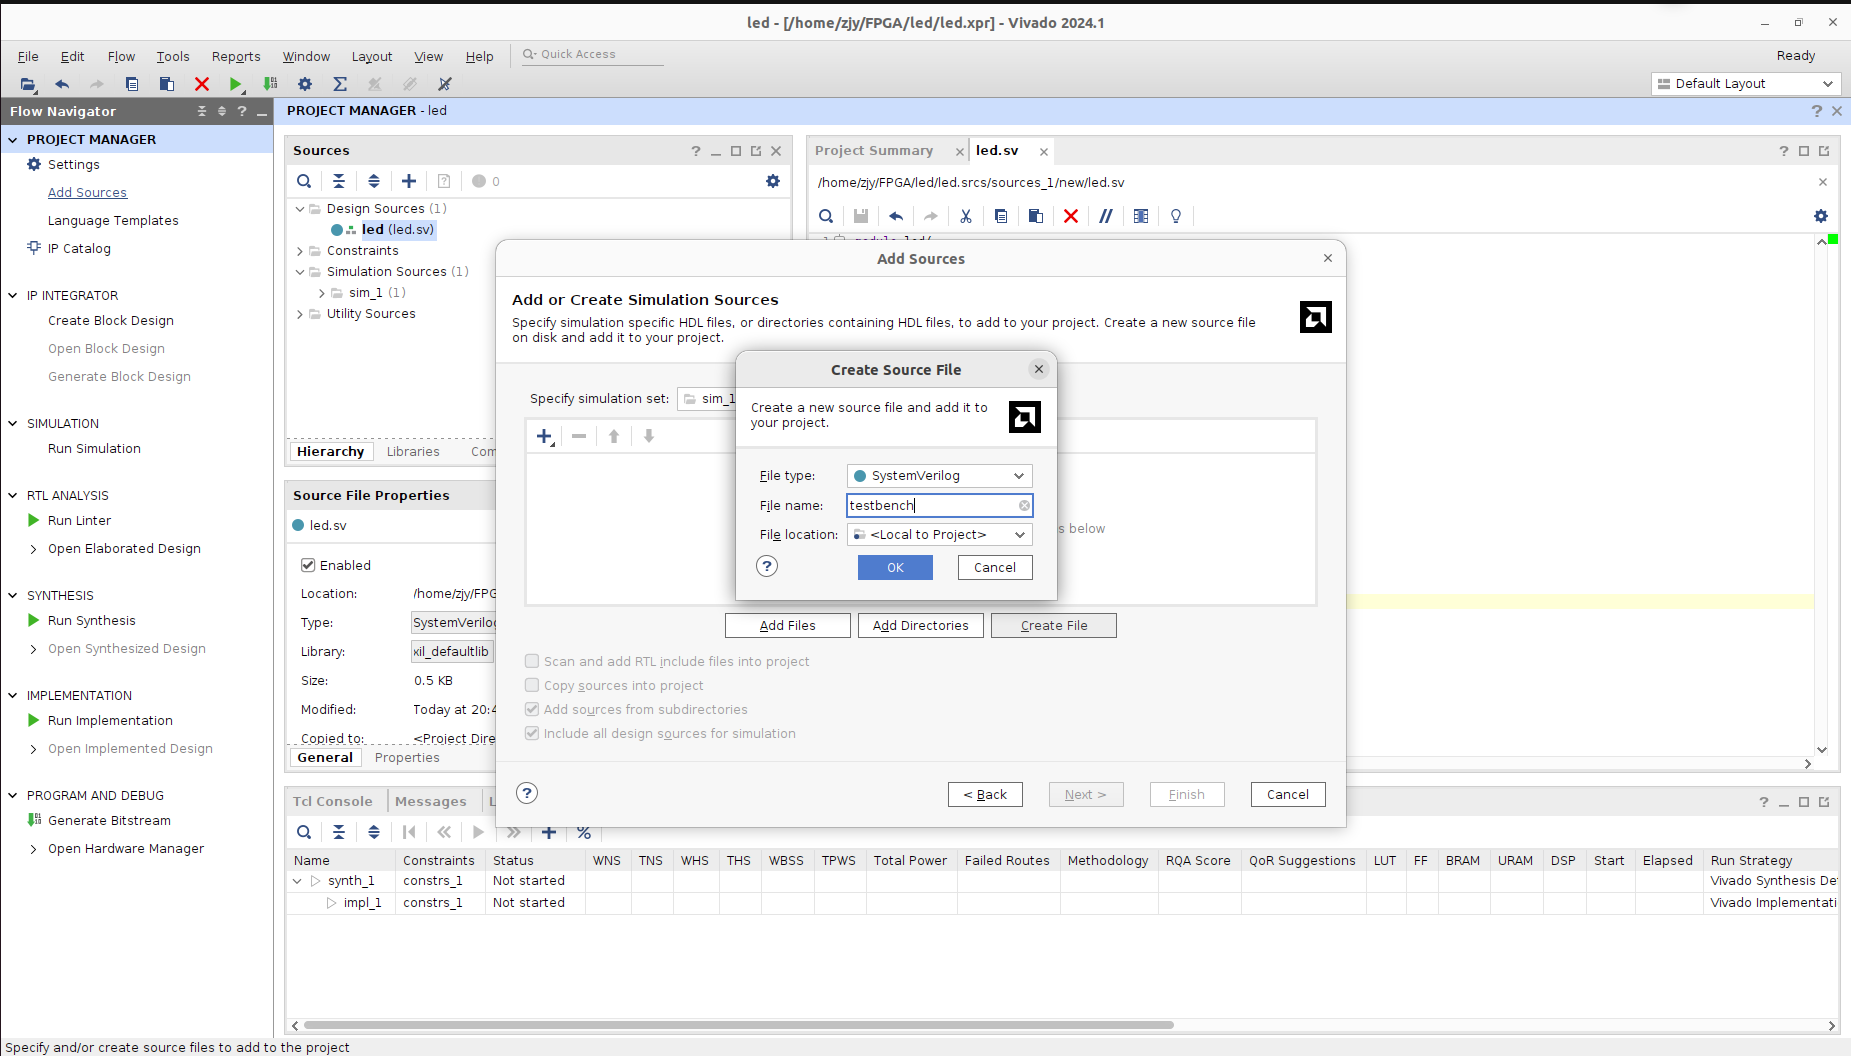 led - [/home/zjy/FPGA/led/led.xpr] - Vivado 2024.1
File Edit Flow Tools Reports Window Layout View Help Quick Access Ready
Default Layout
Flow Navigator
PROJECT MANAGER
Settings
Add Sources
Language Templates
IP Catalog
IP INTEGRATOR
Create Block Design
Open Block Design
Generate Block Design
SIMULATION
Run Simulation
RTL ANALYSIS
Run Linter
Open Elaborated Design
SYNTHESIS
Run Synthesis
Open Synthesized Design
IMPLEMENTATION
Run Implementation
Open Implemented Design
PROGRAM AND DEBUG
Generate Bitstream
Open Hardware Manager
PROJECT MANAGER - led
Sources
0
Design Sources (1)
led (led.sv)
Constraints
Simulation Sources (1)
sim_1 (1)
Utility Sources
Hierarchy Libraries Com
Source File Properties
led.sv
Enabled
Location: /home/zjy/FPG
Type: SystemVerilog
Library: xil_defaultlib
Size: 0.5 KB
Modified: Today at 20:4
Copied to: <Project Dire
General Properties
Project Summary led.sv
/home/zjy/FPGA/led/led.srcs/sources_1/new/led.sv
Add Sources
Add or Create Simulation Sources
Specify simulation specific HDL files, or directories containing HDL files, to add to your project. Create a new source file
on disk and add it to your project.
Specify simulation set: sim_1
s below
Create Source File
Create a new source file and add it to
your project.
File type: SystemVerilog
File name: testbench
File location: <Local to Project>
? OK Cancel
Add Files Add Directories Create File
Scan and add RTL include files into project
Copy sources into project
Add sources from subdirectories
Include all design sources for simulation
? < Back Next > Finish Cancel
Tcl Console Messages L
Name Constraints Status WNS TNS WHS THS WBSS TPWS Total Power Failed Routes Methodology RQA Score QoR Suggestions LUT FF BRAM URAM DSP Start Elapsed Run Strategy
synth_1 constrs_1 Not started Vivado Synthesis De
impl_1 constrs_1 Not started Vivado Implementati
Specify and/or create source files to add to the project